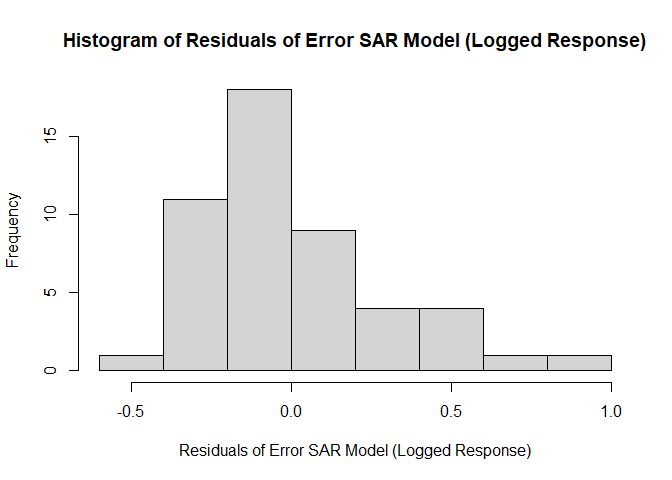 Histogram of Residuals of Error SAR Model (Logged Response)
Frequency
15
10
5
0
-0.5 0.0 0.5 1.0
Residuals of Error SAR Model (Logged Response)